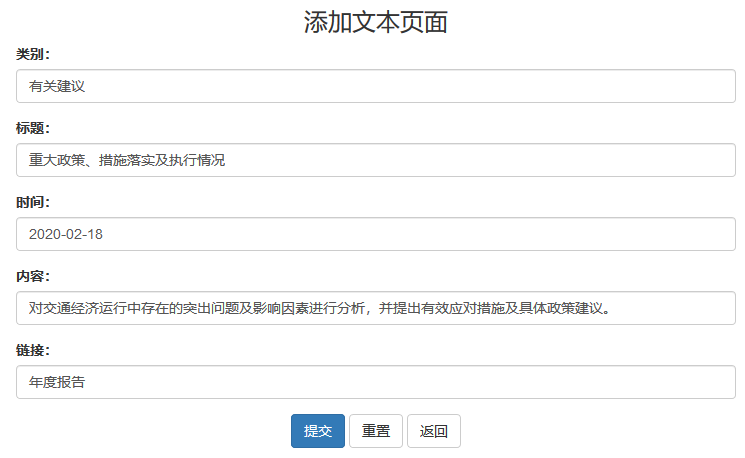 添加文本页面
类别：
有关建议
标题：
重大政策、措施落实及执行情况
时间：
2020-02-18
内容：
对交通经济运行中存在的突出问题及影响因素进行分析，并提出有效应对措施及具体政策建议。
链接：
年度报告
提交 重置 返回